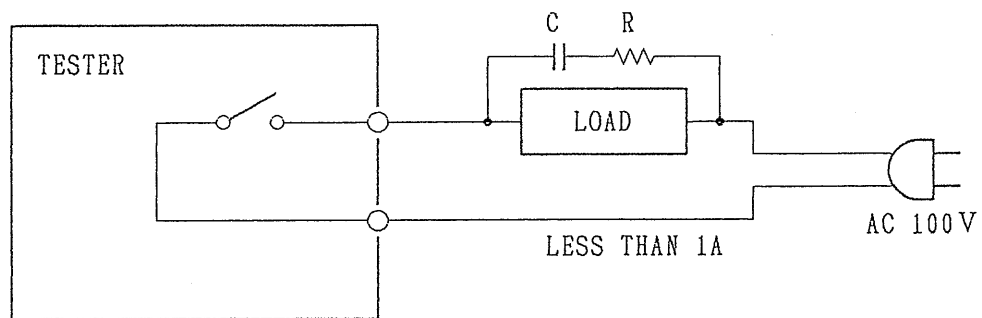 C R
TESTER
LOAD
AC 100V
LESS THAN 1A